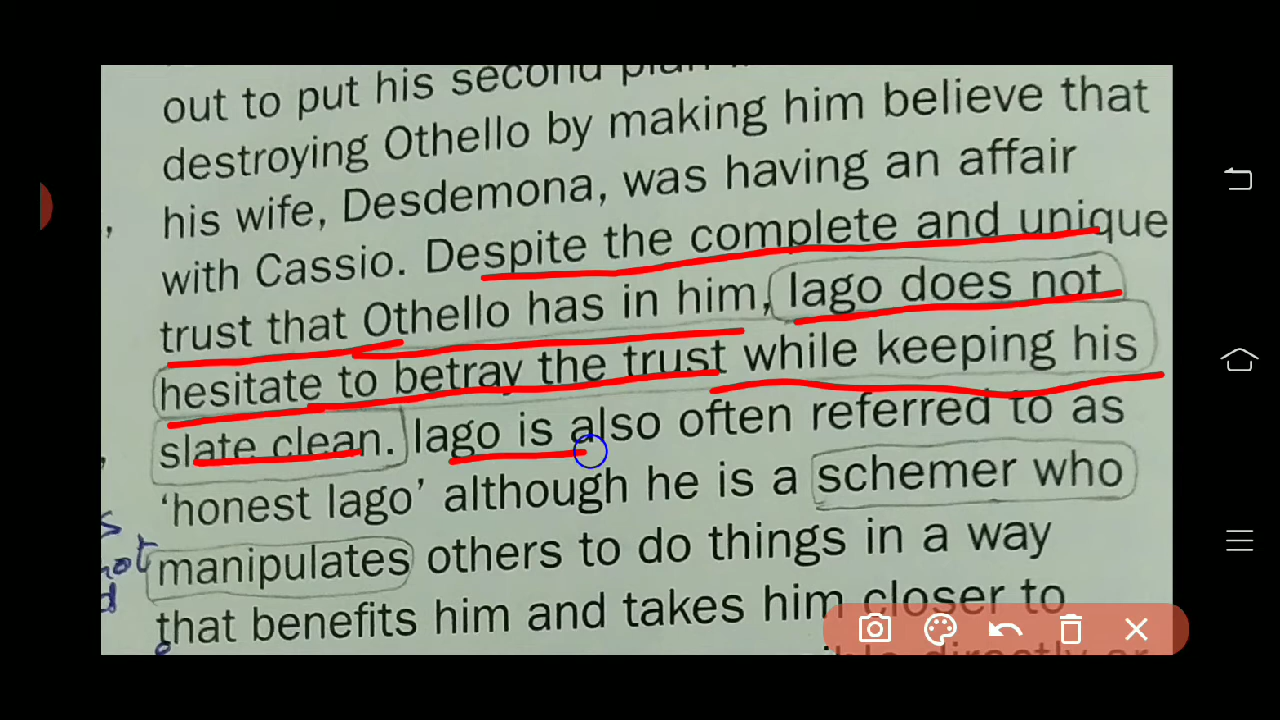 out to put his second plan
destroying Othello by making him believe that
his wife, Desdemona, was having an affair
with Cassio. Despite the complete and unique
trust that Othello has in him, Iago does not
hesitate to betray the trust while keeping his
slate clean. Iago is also often referred to as
'honest Iago' although he is a schemer who
manipulates others to do things in a way
that benefits him and takes him closer to
directly or